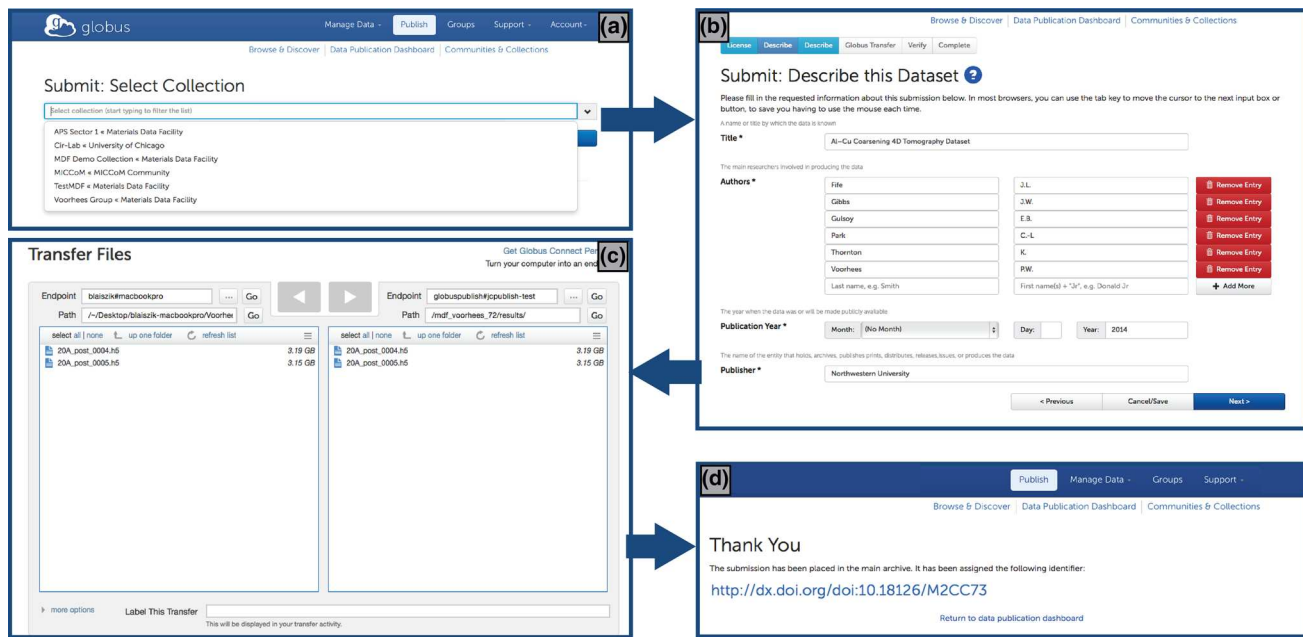 globus
Manage Data
Publish
Groups
Support
Account
(a)
Browse & Discover
Data Publication Dashboard
Communities & Collections
Submit: Select Collection
Select collection (start typing to filter the list)
APS Sector 1 « Materials Data Facility
Cir-Lab « University of Chicago
MDF Demo Collection « Materials Data Facility
MICCoM « MICCoM Community
TestMDF « Materials Data Facility
Voorhees Group « Materials Data Facility
(b)
Browse & Discover
Data Publication Dashboard
Communities & Collections
License
Describe
Describe
Globus Transfer
Verify
Complete
Submit: Describe this Dataset ?
Please fill in the requested information about this submission below. In most browsers, you can use the tab key to move the cursor to the next input box or
button, to save you having to use the mouse each time.
A name or title by which the data is known
Title *
Al-Cu Coarsening 4D Tomography Dataset
The main researchers involved in producing the data
Authors *
Fife
J.L.
Remove Entry
Gibbs
J.W.
Remove Entry
Gulsoy
E.B.
Remove Entry
Park
C.-L
Remove Entry
Thornton
K.
Remove Entry
Voorhees
P.W.
Remove Entry
Last name, e.g. Smith
First name(s) + "Jr", e.g. Donald Jr
+ Add More
The year when the data was or will be made publicly available
Publication Year *
Month: (No Month)
Day:
Year: 2014
The name of the entity that holds, archives, publishes prints, distributes, releases,issues, or produces the data
Publisher *
Northwestern University
< Previous
Cancel/Save
Next >
Transfer Files
Get Globus Connect Per
Turn your computer into an end
(c)
Endpoint
blaiszik#macbookpro
...
Go
Path
/~/Desktop/blaiszik-macbookpro/Voorhee
Go
Endpoint
globuspublish#jcpublish-test
...
Go
Path
/mdf_voorhees_72/results/
Go
select all | none
up one folder
refresh list
20A_post_0004.h5
3.19 GB
20A_post_0005.h5
3.15 GB
select all | none
up one folder
refresh list
20A_post_0004.h5
3.19 GB
20A_post_0005.h5
3.15 GB
more options
Label This Transfer
This will be displayed in your transfer activity.
(d)
Publish
Manage Data
Groups
Support
Browse & Discover
Data Publication Dashboard
Communities & Collections
Thank You
The submission has been placed in the main archive. It has been assigned the following identifier:
http://dx.doi.org/doi:10.18126/M2CC73
Return to data publication dashboard